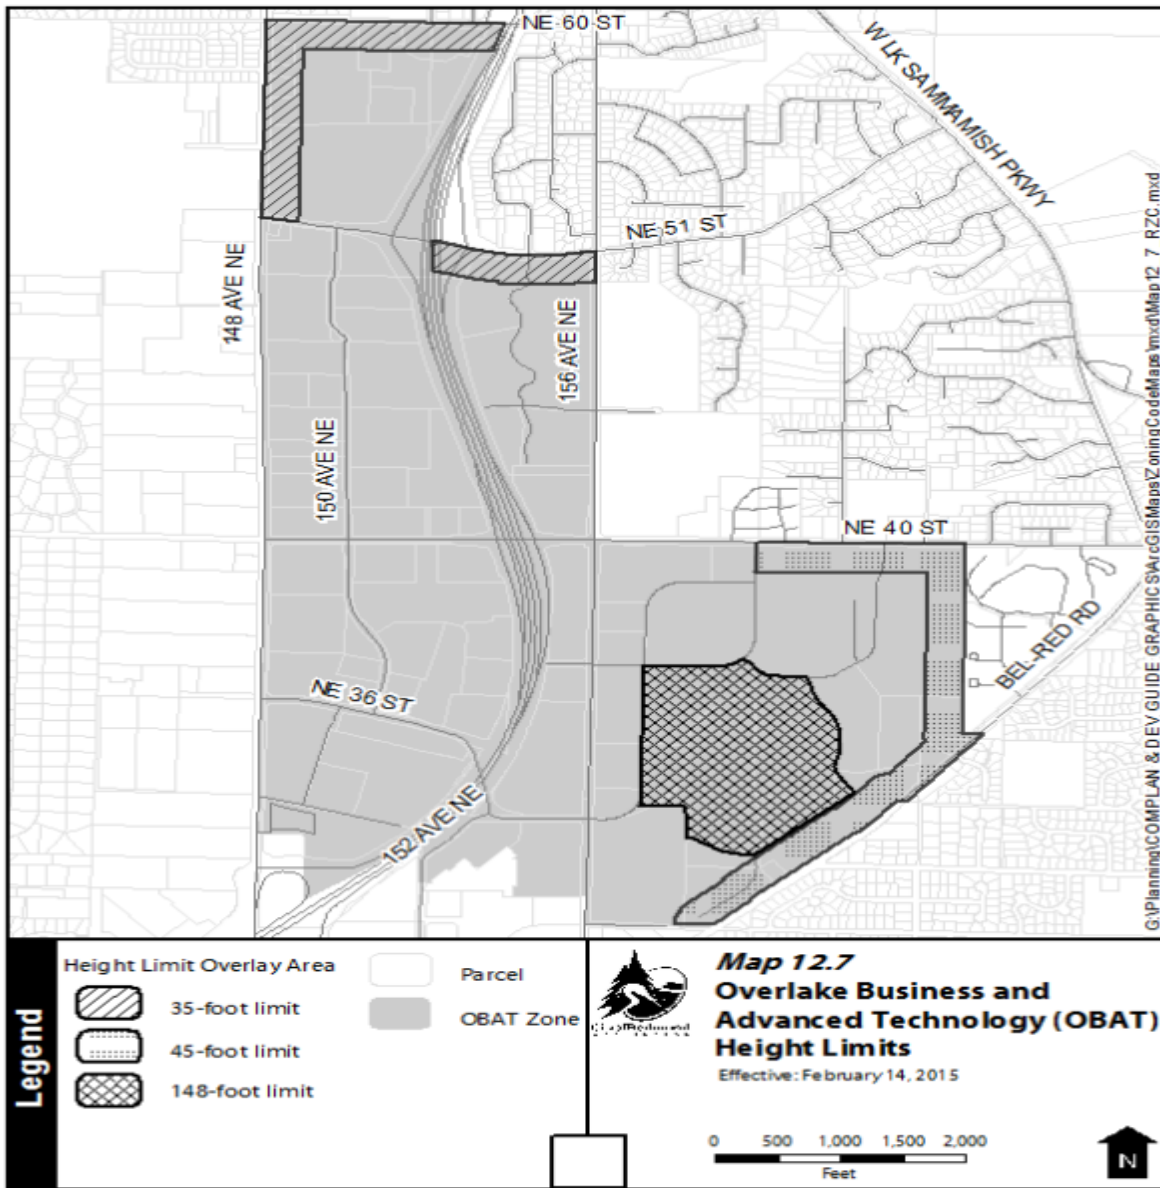 NE 60 ST
W LK SAMMAMISH PKWY
NE 51 ST
148 AVE NE
156 AVE NE
150 AVE NE
NE 40 ST
BEL-RED RD
NE 36 ST
152 AVE NE
G:\Planning\COMPLAN & DEV GUIDE GRAPHICS\ArcGISMaps\ZoningCodeMaps\mxd\Map12_7_RZC.mxd
Legend
Height Limit Overlay Area
35-foot limit
45-foot limit
148-foot limit
Parcel
OBAT Zone
Map 12.7
Overlake Business and
Advanced Technology (OBAT)
Height Limits
Effective: February 14, 2015
0 500 1,000 1,500 2,000
Feet
N